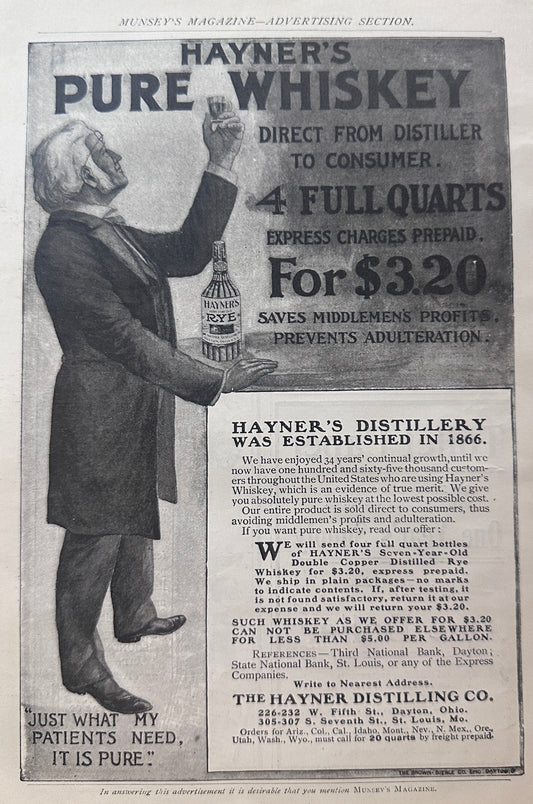 MUNSEY'S MAGAZINE—ADVERTISING SECTION.
HAYNER'S
PURE WHISKEY
DIRECT FROM DISTILLER
TO CONSUMER.
4 FULL QUARTS
EXPRESS CHARGES PREPAID.
For $3.20
SAVES MIDDLEMEN'S PROFITS.
PREVENTS ADULTERATION.
HAYNER'S
RYE
HAYNER'S DISTILLERY
WAS ESTABLISHED IN 1866.
We have enjoyed 34 years' continual growth, until we
now have one hundred and sixty-five thousand custom-
ers throughout the United States who are using Hayner's
Whiskey, which is an evidence of true merit. We give
you absolutely pure whiskey at the lowest possible cost.
Our entire product is sold direct to consumers, thus
avoiding middlemen's profits and adulteration.
If you want pure whiskey, read our offer:
WE will send four full quart bottles
of HAYNER'S Seven-Year-Old
Double Copper Distilled Rye
Whiskey for $3.20, express prepaid.
We ship in plain packages—no marks
to indicate contents. If, after testing, it
is not found satisfactory, return it at our
expense and we will return your $3.20.
SUCH WHISKEY AS WE OFFER FOR $3.20
CAN NOT BE PURCHASED ELSEWHERE
FOR LESS THAN $5.00 PER GALLON.
REFERENCES—Third National Bank, Dayton;
State National Bank, St. Louis, or any of the Express
Companies.
Write to Nearest Address.
THE HAYNER DISTILLING CO.
226-232 W. Fifth St., Dayton, Ohio.
305-307 S. Seventh St., St. Louis, Mo.
Orders for Ariz., Col., Cal., Idaho, Mont., Nev., N. Mex., Ore.,
Utah, Wash., Wyo., must call for 20 quarts by freight prepaid.
"JUST WHAT MY
PATIENTS NEED,
IT IS PURE."
In answering this advertisement it is desirable that you mention MUNSEY'S MAGAZINE.